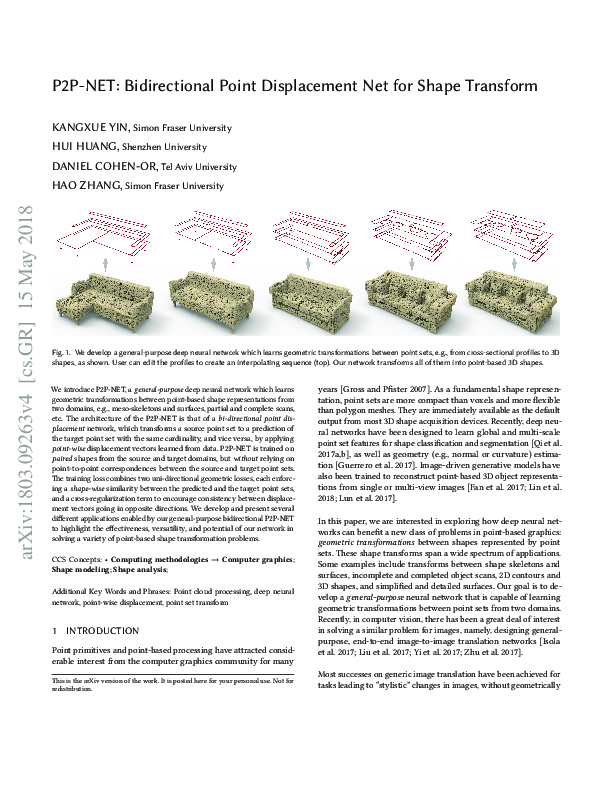 P2P-NET: Bidirectional Point Displacement Net for Shape Transform
KANGXUE YIN, Simon Fraser University
HUI HUANG, Shenzhen University
DANIEL COHEN-OR, Tel Aviv University
HAO ZHANG, Simon Fraser University
arXiv:1803.09263v4 [cs.GR] 15 May 2018
Fig. 1. We develop a general-purpose deep neural network which learns geometric transformations between point sets, e.g., from cross-sectional profiles to 3D
shapes, as shown. User can edit the profiles to create an interpolating sequence (top). Our network transforms all of them into point-based 3D shapes.
We introduce P2P-NET, a general-purpose deep neural network which learns
geometric transformations between point-based shape representations from
two domains, e.g., meso-skeletons and surfaces, partial and complete scans,
etc. The architecture of the P2P-NET is that of a bi-directional point dis-
placement network, which transforms a source point set to a prediction of
the target point set with the same cardinality, and vice versa, by applying
point-wise displacement vectors learned from data. P2P-NET is trained on
paired shapes from the source and target domains, but without relying on
point-to-point correspondences between the source and target point sets.
The training loss combines two uni-directional geometric losses, each enforc-
ing a shape-wise similarity between the predicted and the target point sets,
and a cross-regularization term to encourage consistency between displace-
ment vectors going in opposite directions. We develop and present several
different applications enabled by our general-purpose bidirectional P2P-NET
to highlight the effectiveness, versatility, and potential of our network in
solving a variety of point-based shape transformation problems.
CCS Concepts: • Computing methodologies → Computer graphics;
Shape modeling; Shape analysis;
Additional Key Words and Phrases: Point cloud processing, deep neural
network, point-wise displacement, point set transform
1 INTRODUCTION
Point primitives and point-based processing have attracted consid-
erable interest from the computer graphics community for many
This is the arXiv version of the work. It is posted here for your personal use. Not for
redistribution.
years [Gross and Pfister 2007]. As a fundamental shape represen-
tation, point sets are more compact than voxels and more flexible
than polygon meshes. They are immediately available as the default
output from most 3D shape acquisition devices. Recently, deep neu-
ral networks have been designed to learn global and multi-scale
point set features for shape classification and segmentation [Qi et al.
2017a,b], as well as geometry (e.g., normal or curvature) estima-
tion [Guerrero et al. 2017]. Image-driven generative models have
also been trained to reconstruct point-based 3D object representa-
tions from single or multi-view images [Fan et al. 2017; Lin et al.
2018; Lun et al. 2017].
In this paper, we are interested in exploring how deep neural net-
works can benefit a new class of problems in point-based graphics:
geometric transformations between shapes represented by point
sets. These shape transforms span a wide spectrum of applications.
Some examples include transforms between shape skeletons and
surfaces, incomplete and completed object scans, 2D contours and
3D shapes, and simplified and detailed surfaces. Our goal is to de-
velop a general-purpose neural network that is capable of learning
geometric transformations between point sets from two domains.
Recently, in computer vision, there has been a great deal of interest
in solving a similar problem for images, namely, designing general-
purpose, end-to-end image-to-image translation networks [Isola
et al. 2017; Liu et al. 2017; Yi et al. 2017; Zhu et al. 2017].
Most successes on generic image translation have been achieved for
tasks leading to "stylistic" changes in images, without geometrically